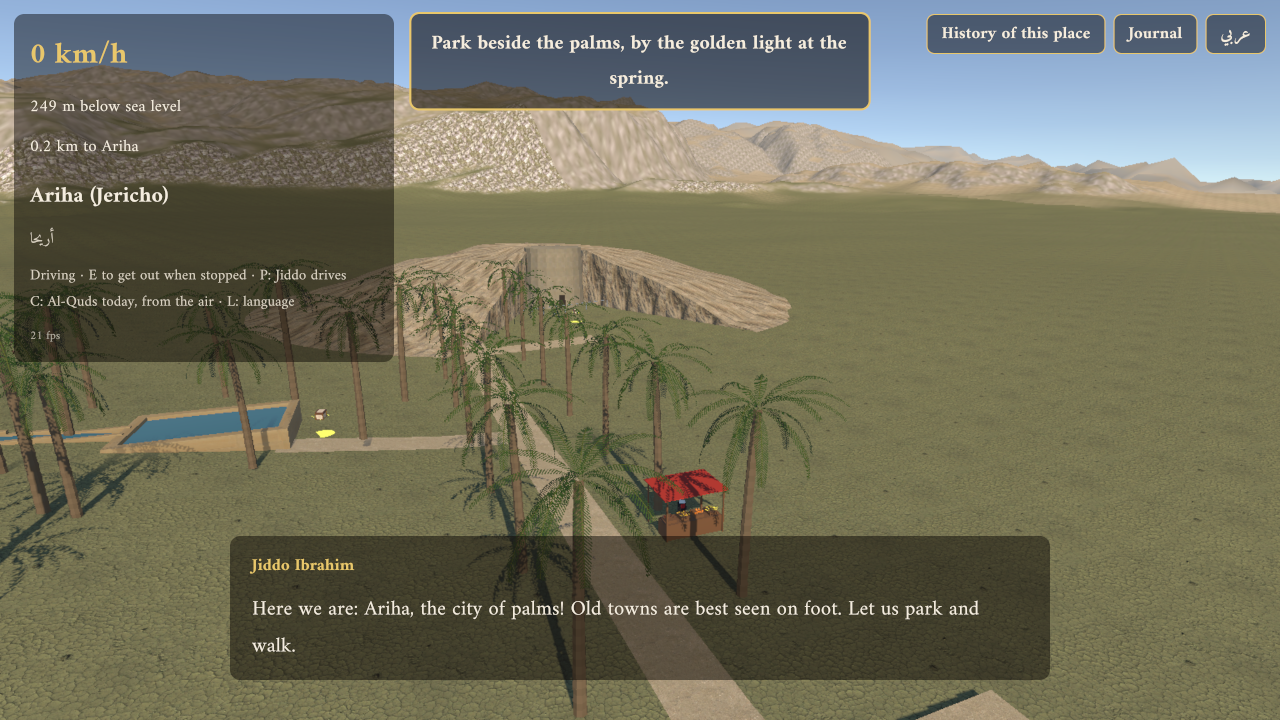 0 km/h
249 m below sea level
0.2 km to Ariha
Ariha (Jericho)
أريحا
Driving · E to get out when stopped · P: Jiddo drives
C: Al-Quds today, from the air · L: language
21 fps
Park beside the palms, by the golden light at the
spring.
History of this place
Journal
عربي
Jiddo Ibrahim
Here we are: Ariha, the city of palms! Old towns are best seen on foot. Let us park and
walk.